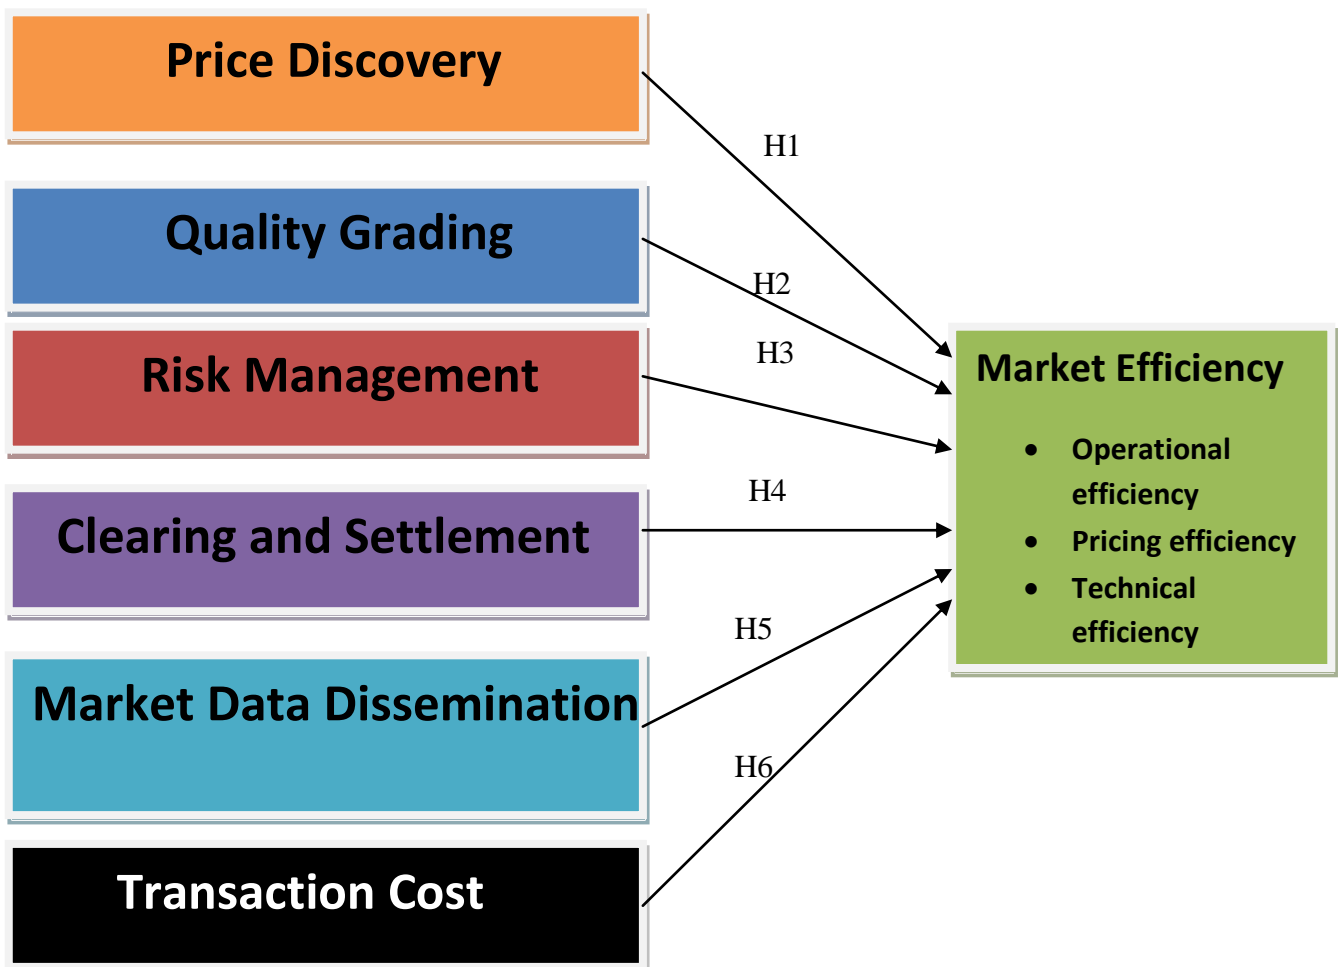 Price Discovery
H1
Quality Grading
H2
Risk Management
H3
Clearing and Settlement
H4
Market Data Dissemination
H5
Transaction Cost
H6
Market Efficiency
• Operational
efficiency
• Pricing efficiency
• Technical
efficiency